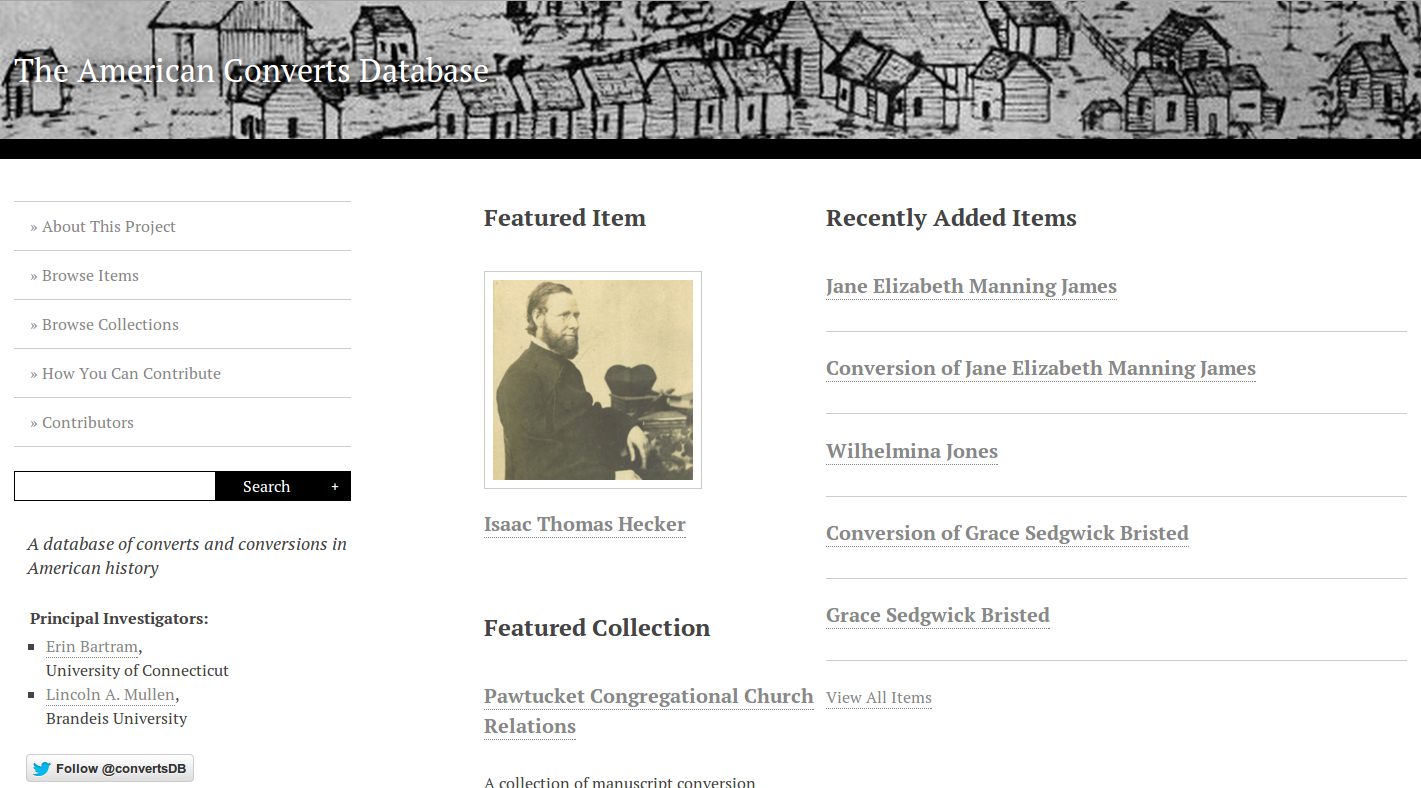 The American Converts Database
» About This Project
» Browse Items
» Browse Collections
» How You Can Contribute
» Contributors
Search +
A database of converts and conversions in
American history
Principal Investigators:
Erin Bartram,
University of Connecticut
Lincoln A. Mullen,
Brandeis University
Follow @convertsDB
Featured Item
Isaac Thomas Hecker
Featured Collection
Pawtucket Congregational Church
Relations
A collection of manuscript conversion
Recently Added Items
Jane Elizabeth Manning James
Conversion of Jane Elizabeth Manning James
Wilhelmina Jones
Conversion of Grace Sedgwick Bristed
Grace Sedgwick Bristed
View All Items